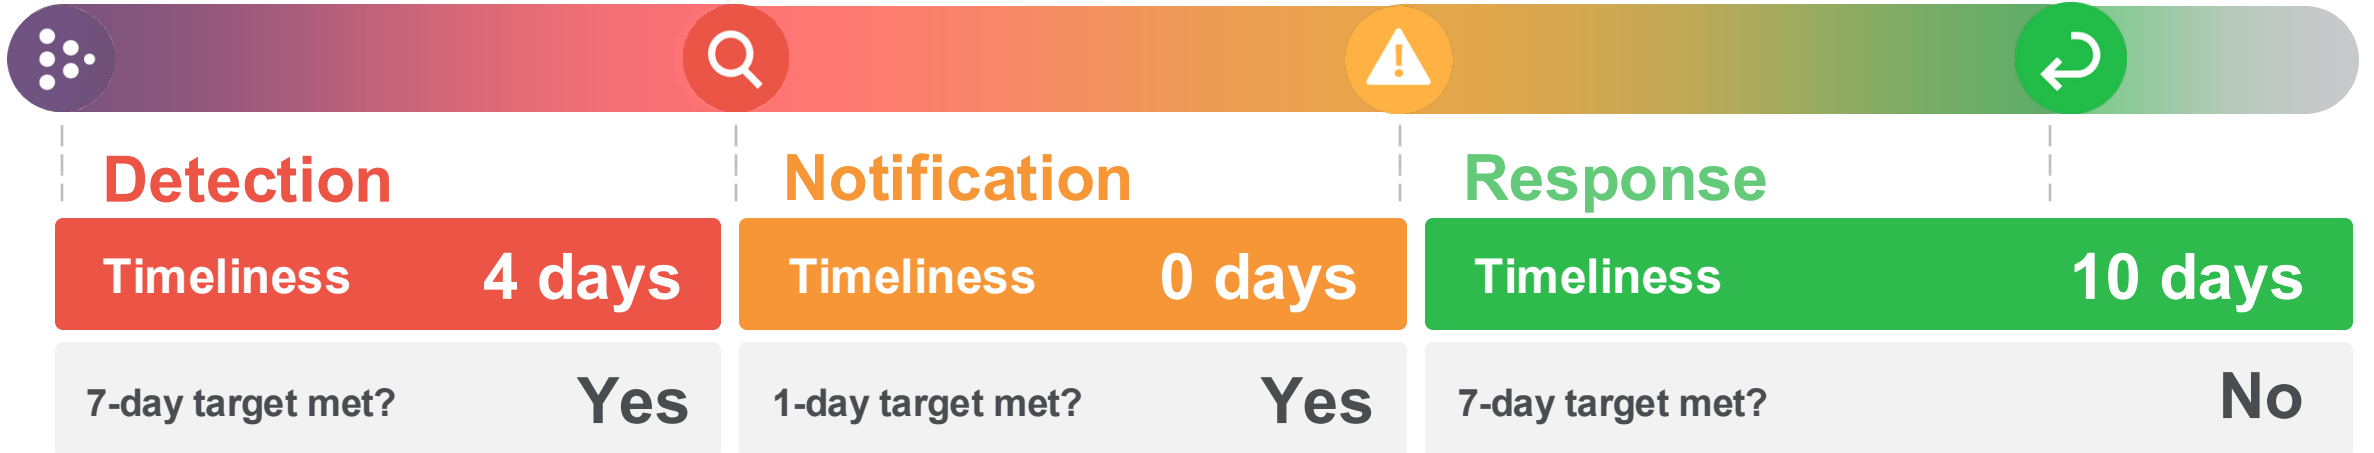 Detection
Timeliness 4 days
7-day target met? Yes
Notification
Timeliness 0 days
1-day target met? Yes
Response
Timeliness 10 days
7-day target met? No